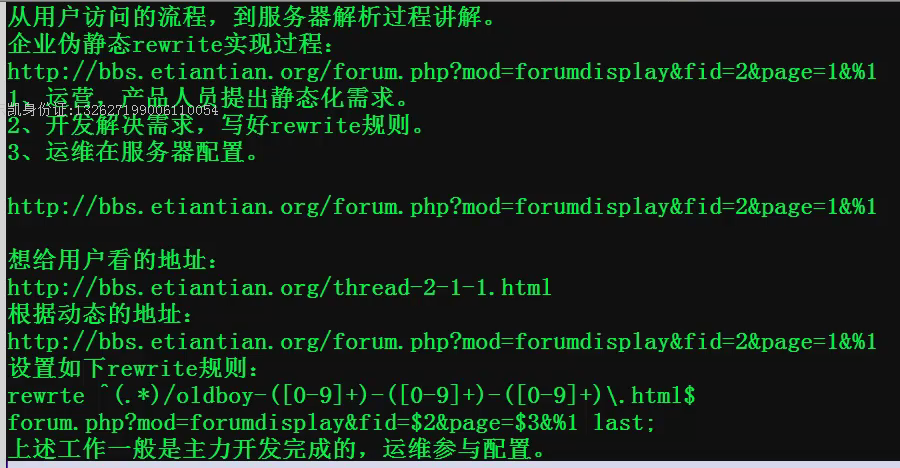 从用户访问的流程，到服务器解析过程讲解。
企业伪静态rewrite实现过程：
http://bbs.etiantian.org/forum.php?mod=forumdisplay&fid=2&page=1&%1
1、运营，产品人员提出静态化需求。
凯身份证:132627199006110054
2、开发解决需求，写好rewrite规则。
3、运维在服务器配置。
http://bbs.etiantian.org/forum.php?mod=forumdisplay&fid=2&page=1&%1
想给用户看的地址：
http://bbs.etiantian.org/thread-2-1-1.html
根据动态的地址：
http://bbs.etiantian.org/forum.php?mod=forumdisplay&fid=2&page=1&%1
设置如下rewrite规则：
rewrte ^(.*)/oldboy-([0-9]+)-([0-9]+)-([0-9]+)\.html$
forum.php?mod=forumdisplay&fid=$2&page=$3&%1 last;
上述工作一般是主力开发完成的，运维参与配置。